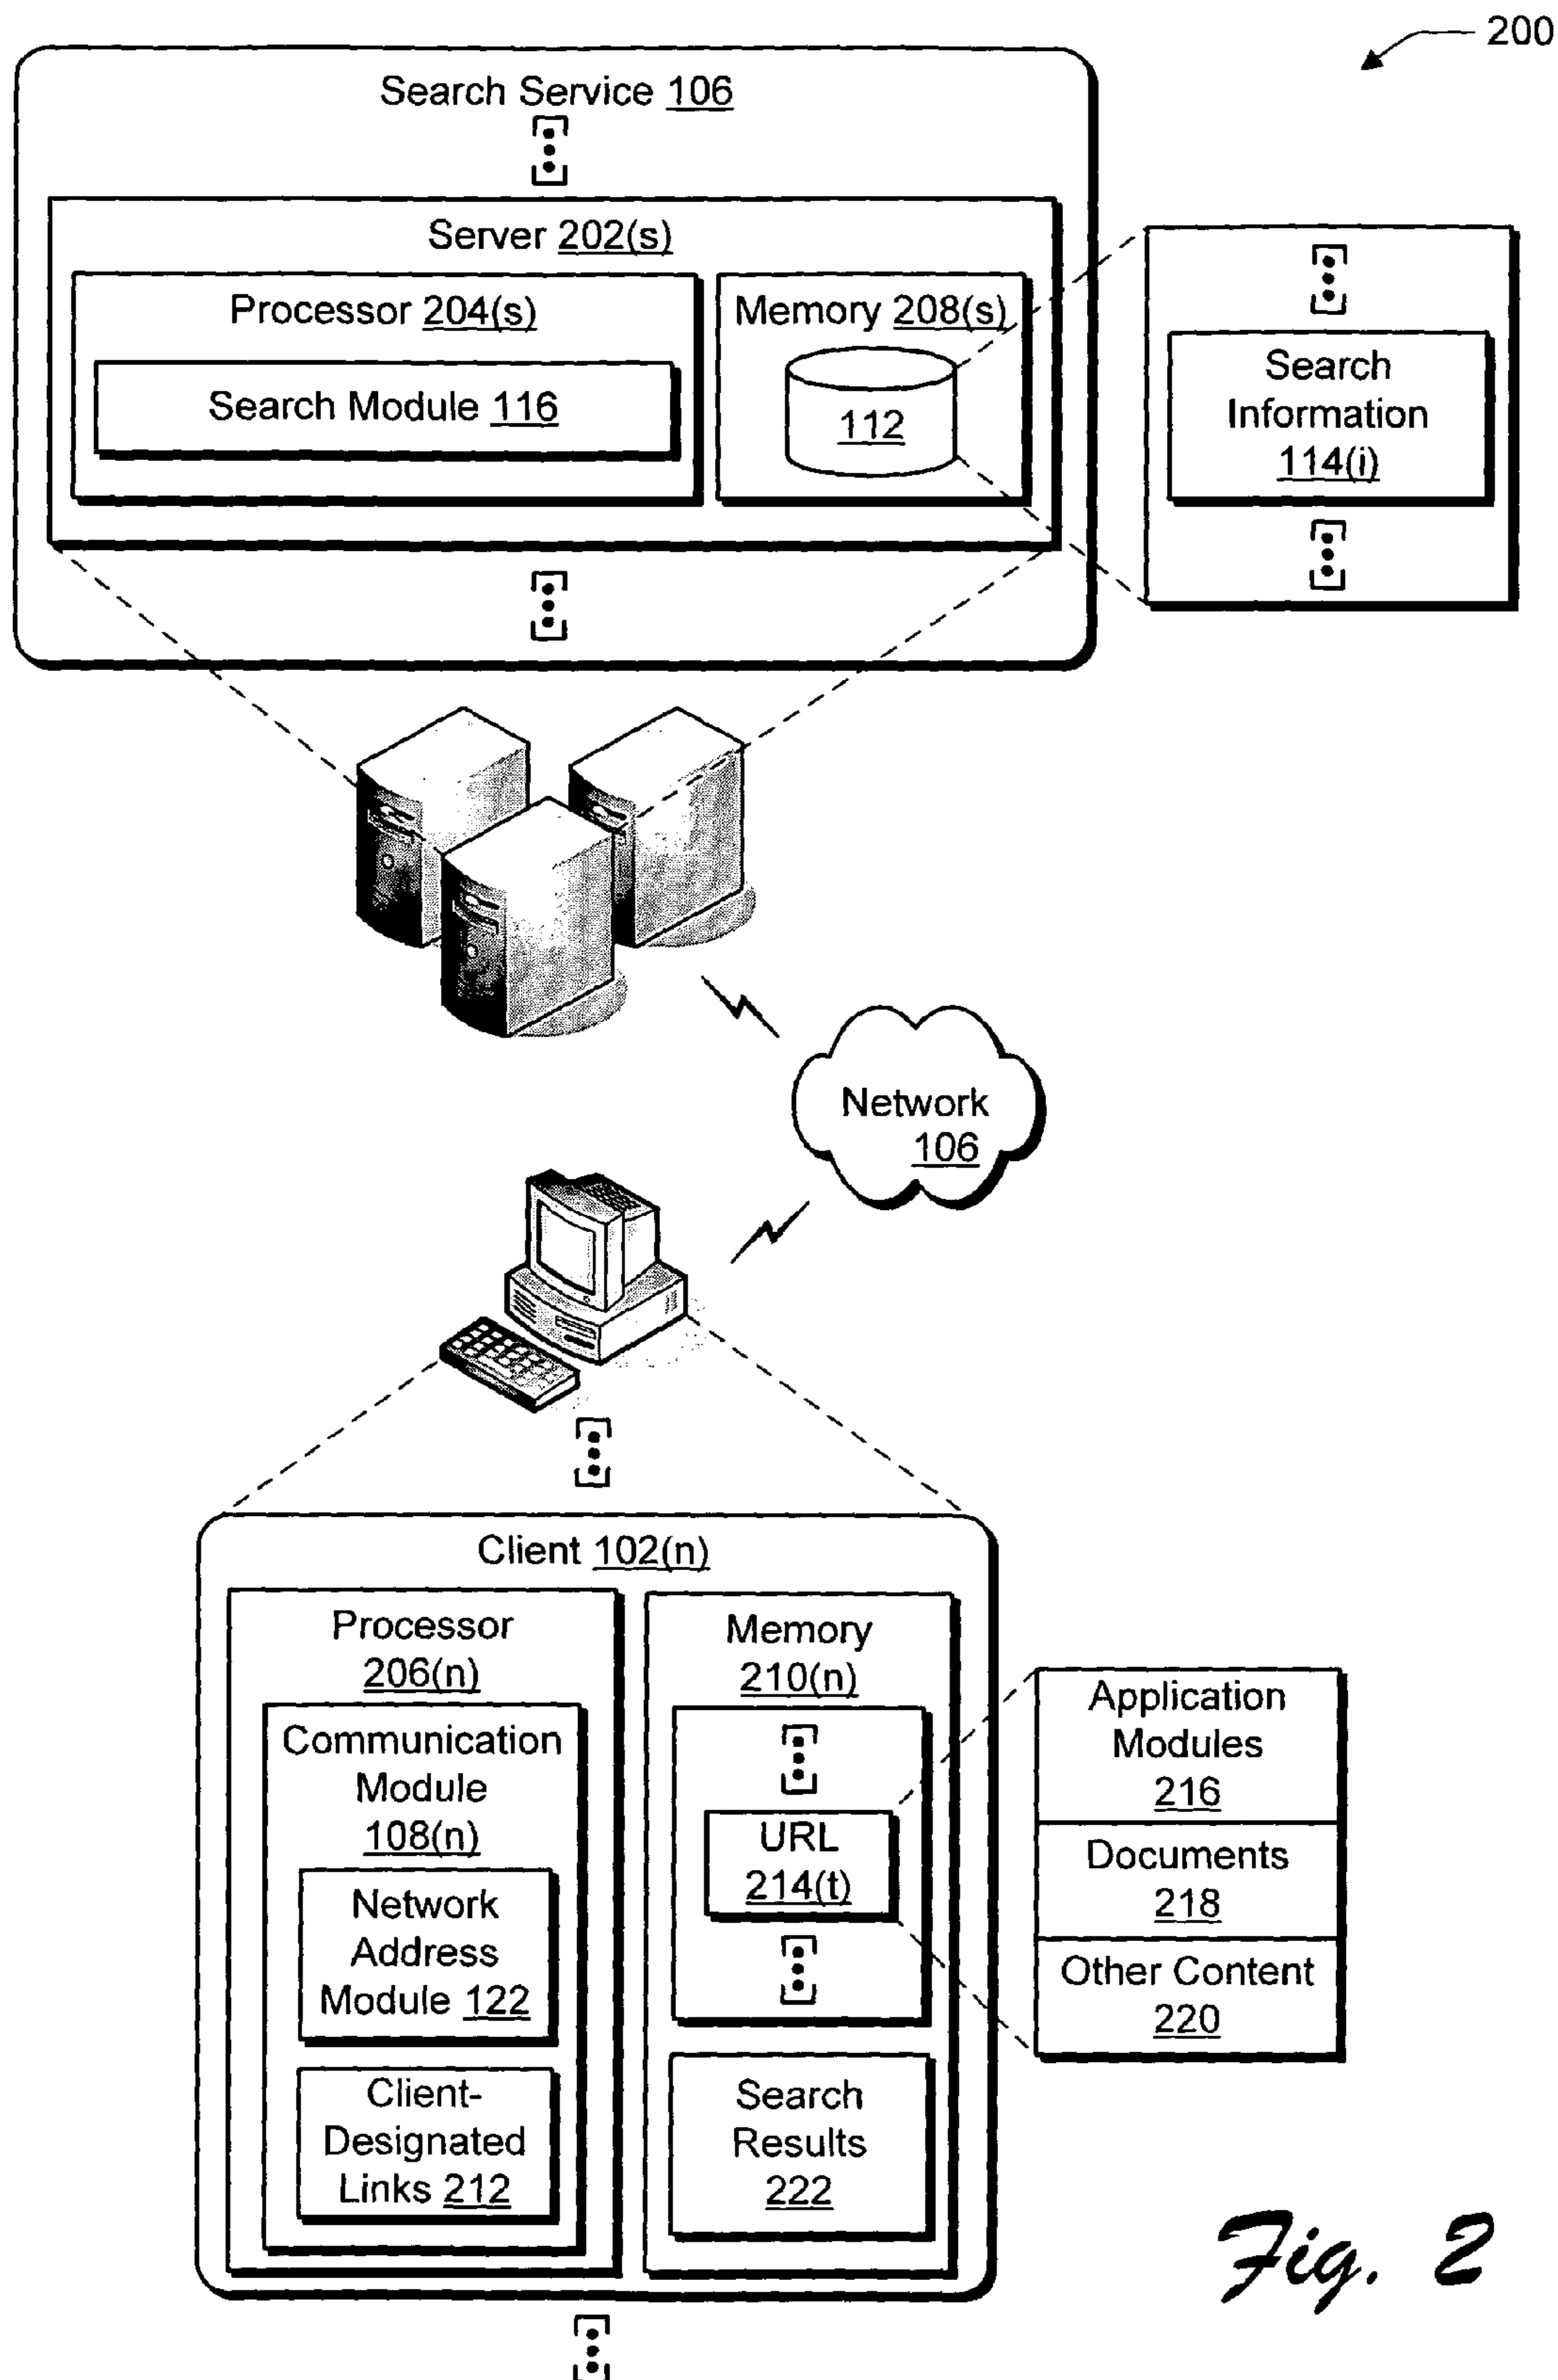 200
Search Service 106
Server 202(s)
Processor 204(s)
Search Module 116
Memory 208(s)
112
Search
Information
114(i)
Network
106
Client 102(n)
Processor
206(n)
Communication
Module
108(n)
Network
Address
Module 122
Client-
Designated
Links 212
Memory
210(n)
URL
214(t)
Search
Results
222
Application
Modules
216
Documents
218
Other Content
220
Fig. 2